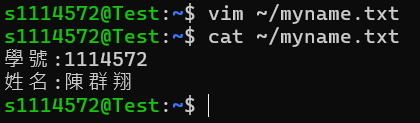 s1114572@Test:~$ vim ~/myname.txt
s1114572@Test:~$ cat ~/myname.txt
學號:1114572
姓名:陳群翔
s1114572@Test:~$